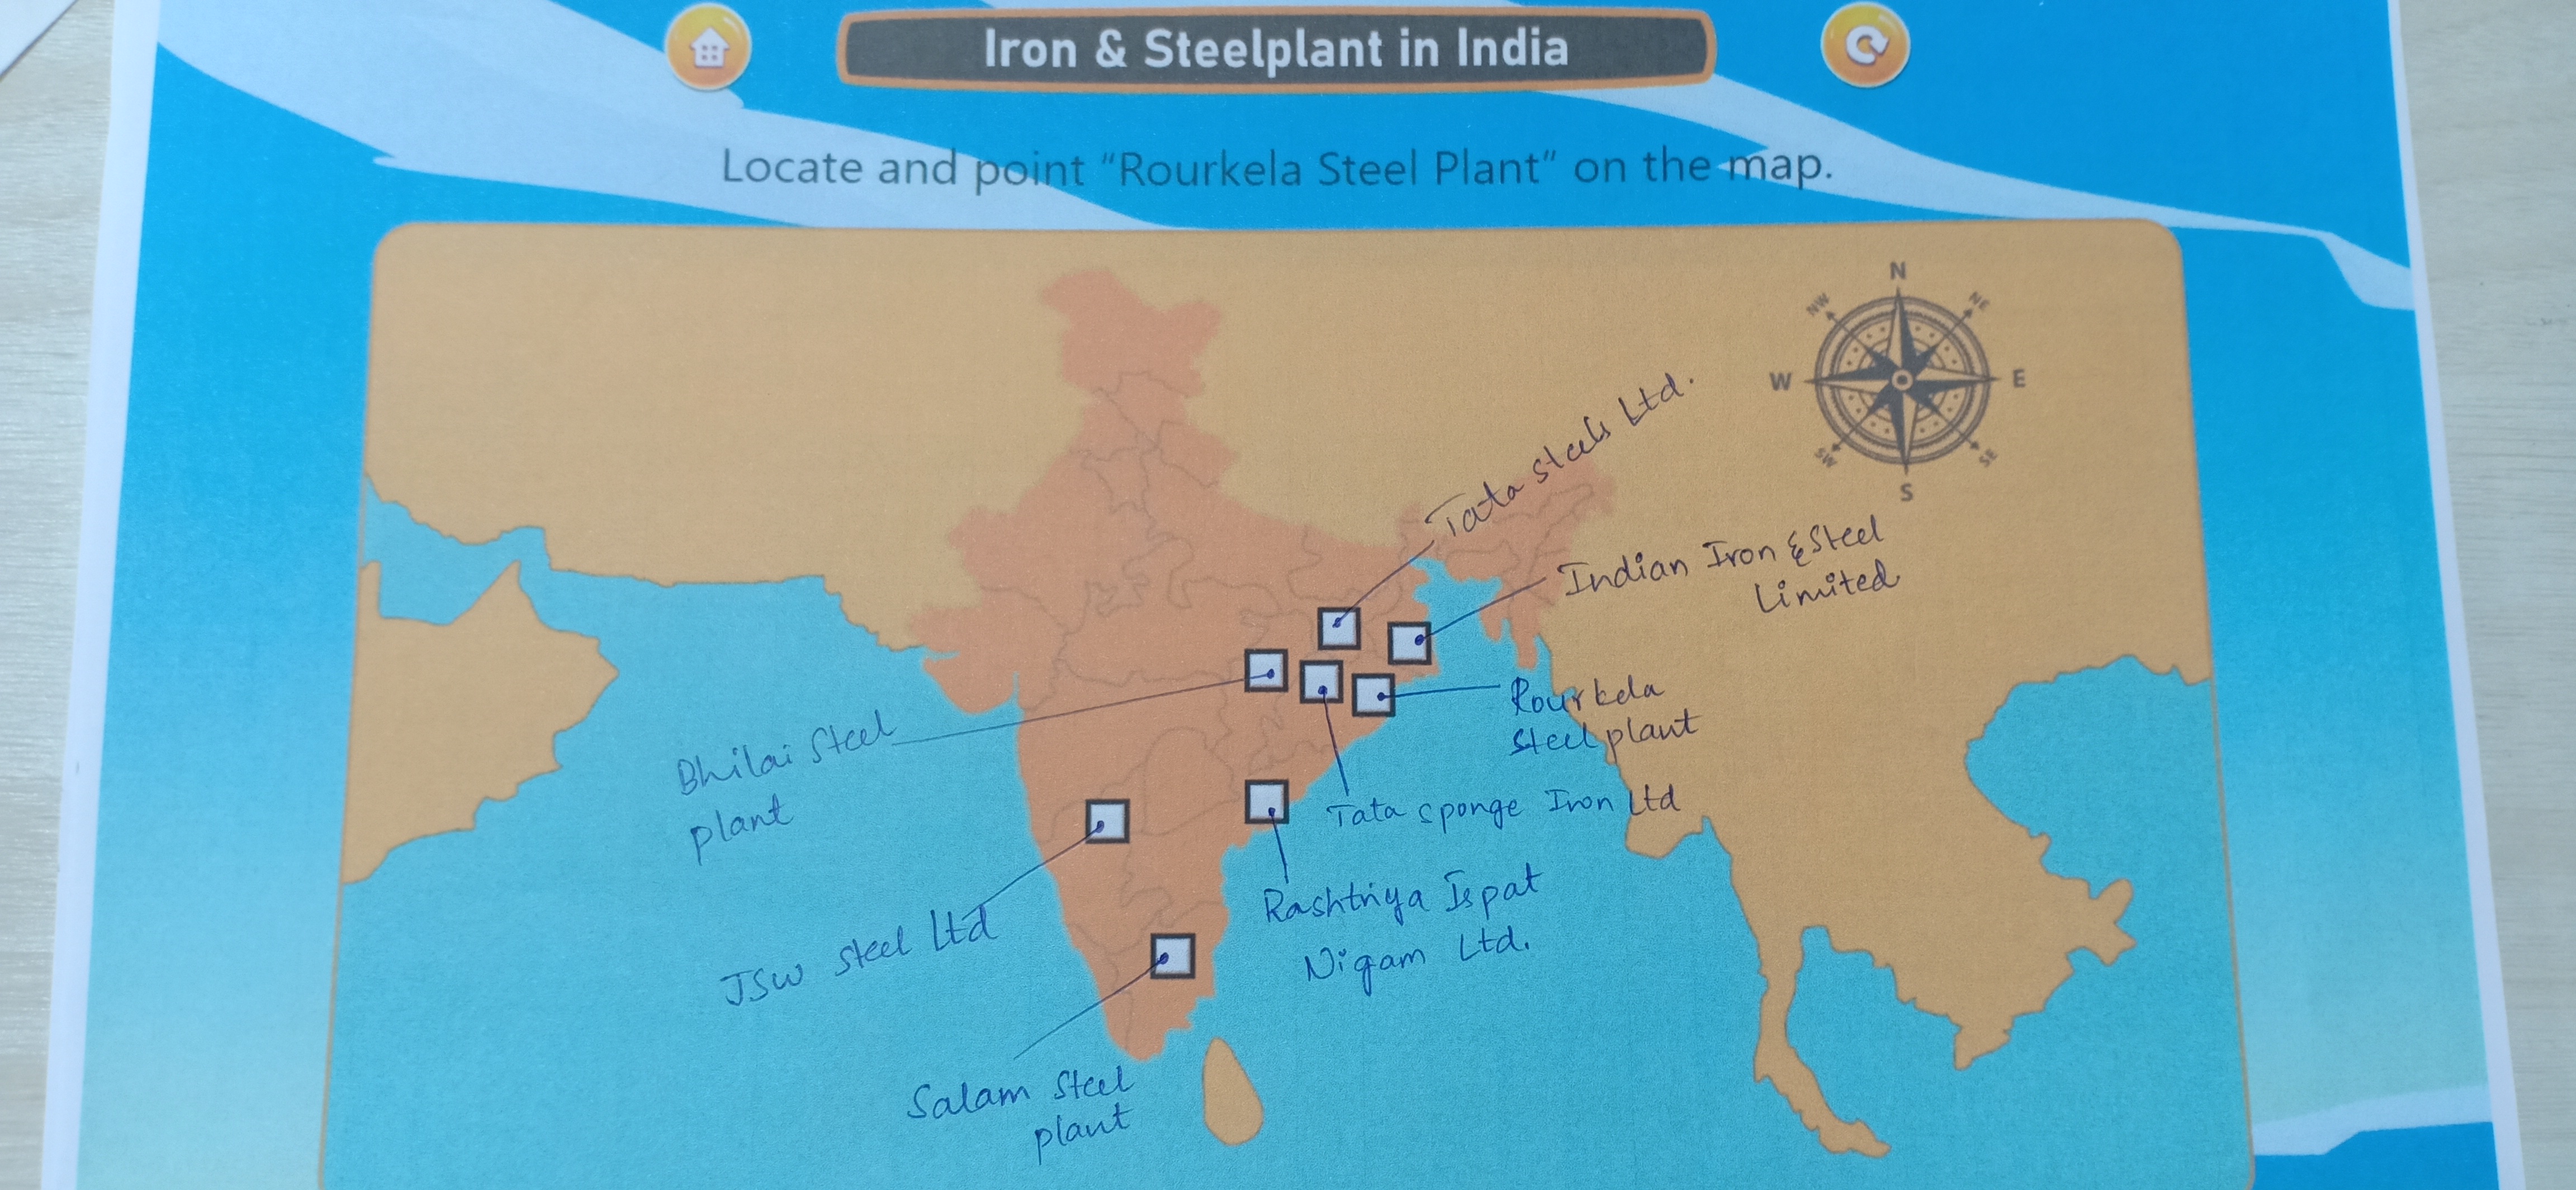 Iron & Steelplant in India
Locate and point “Rourkela Steel Plant“ on the map.
N
NW
NE
W
E
SW
SE
S
Tata steels Ltd.
Indian Iron & Steel
Limited
Rourkela
steel plant
Bhilai Steel
plant
Tata sponge Iron Ltd
Rashtriya Ispat
Nigam Ltd.
JSW steel Ltd
Salam Steel
plant